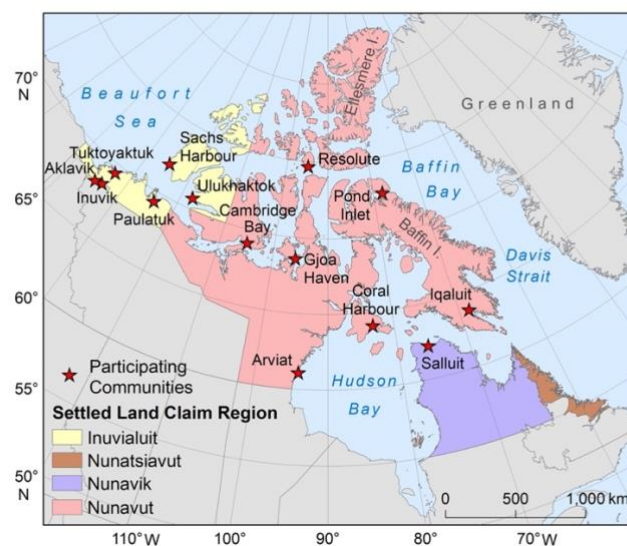 70°
N
65°
60°
55°
50°
N
110°W
100°
90°
80°
70°W
Beaufort
Sea
Ellesmere I.
Greenland
Sachs
Harbour
Tuktoyaktuk
Aklavik
Inuvik
Paulatuk
Ulukhaktok
Resolute
Baffin
Bay
Pond
Inlet
Cambridge
Bay
Baffin I.
Davis
Strait
Gjoa
Haven
Coral
Harbour
Iqaluit
Arviat
Salluit
Hudson
Bay
Participating
Communities
Settled Land Claim Region
Inuvialuit
Nunatsiavut
Nunavik
Nunavut
0 500 1,000 km